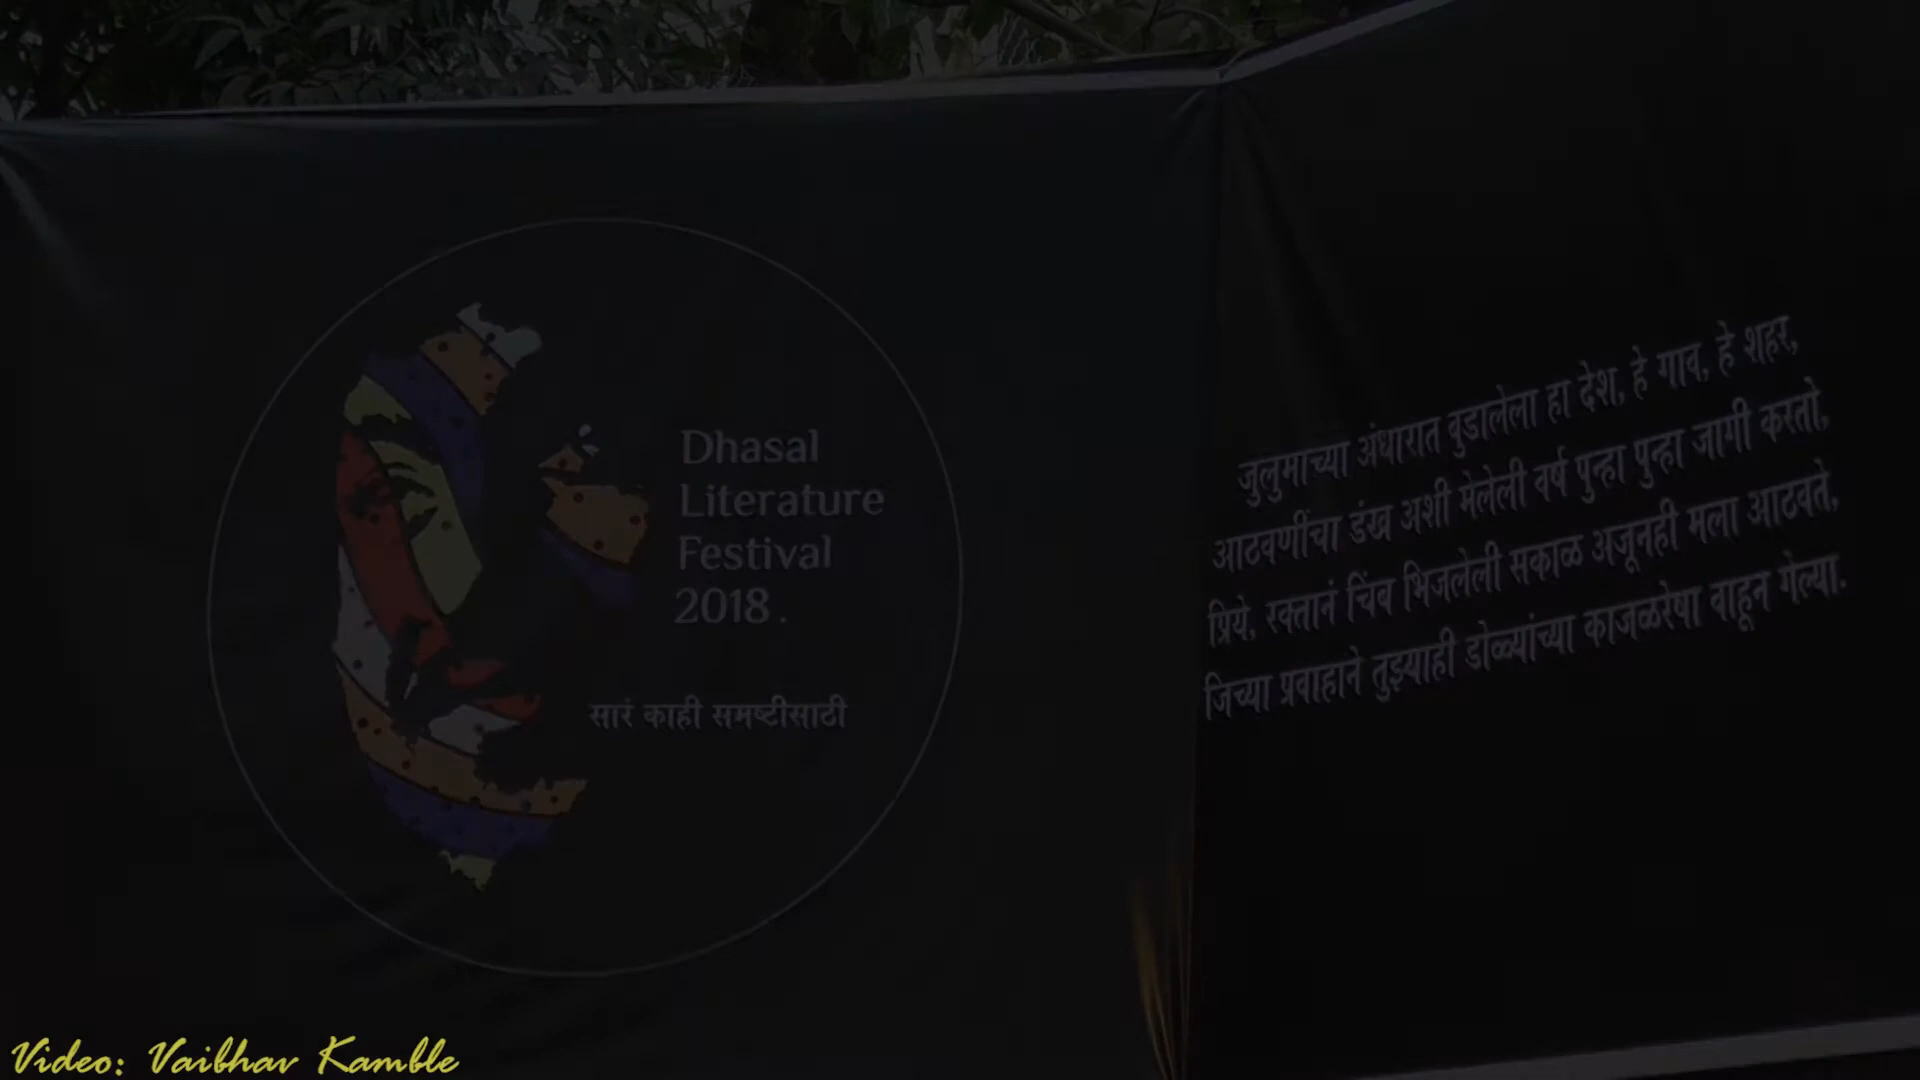 Dhasal
Literature
Festival
2018.
सारं काही समष्टीसाठी
जुलुमाच्या अंधारात बुडालेला हा देश, हे गाव, हे शहर,
आठवणींचा डंख अशी मेलेली वर्ष पुन्हा पुन्हा जागी करतो,
प्रिये, रक्तानं चिंब भिजलेली सकाळ अजूनही मला आठवते,
जिच्या प्रवाहाने तुझ्याही डोळ्यांच्या काजळरेषा वाहून गेल्या.
Video: Vaibhav Kamble